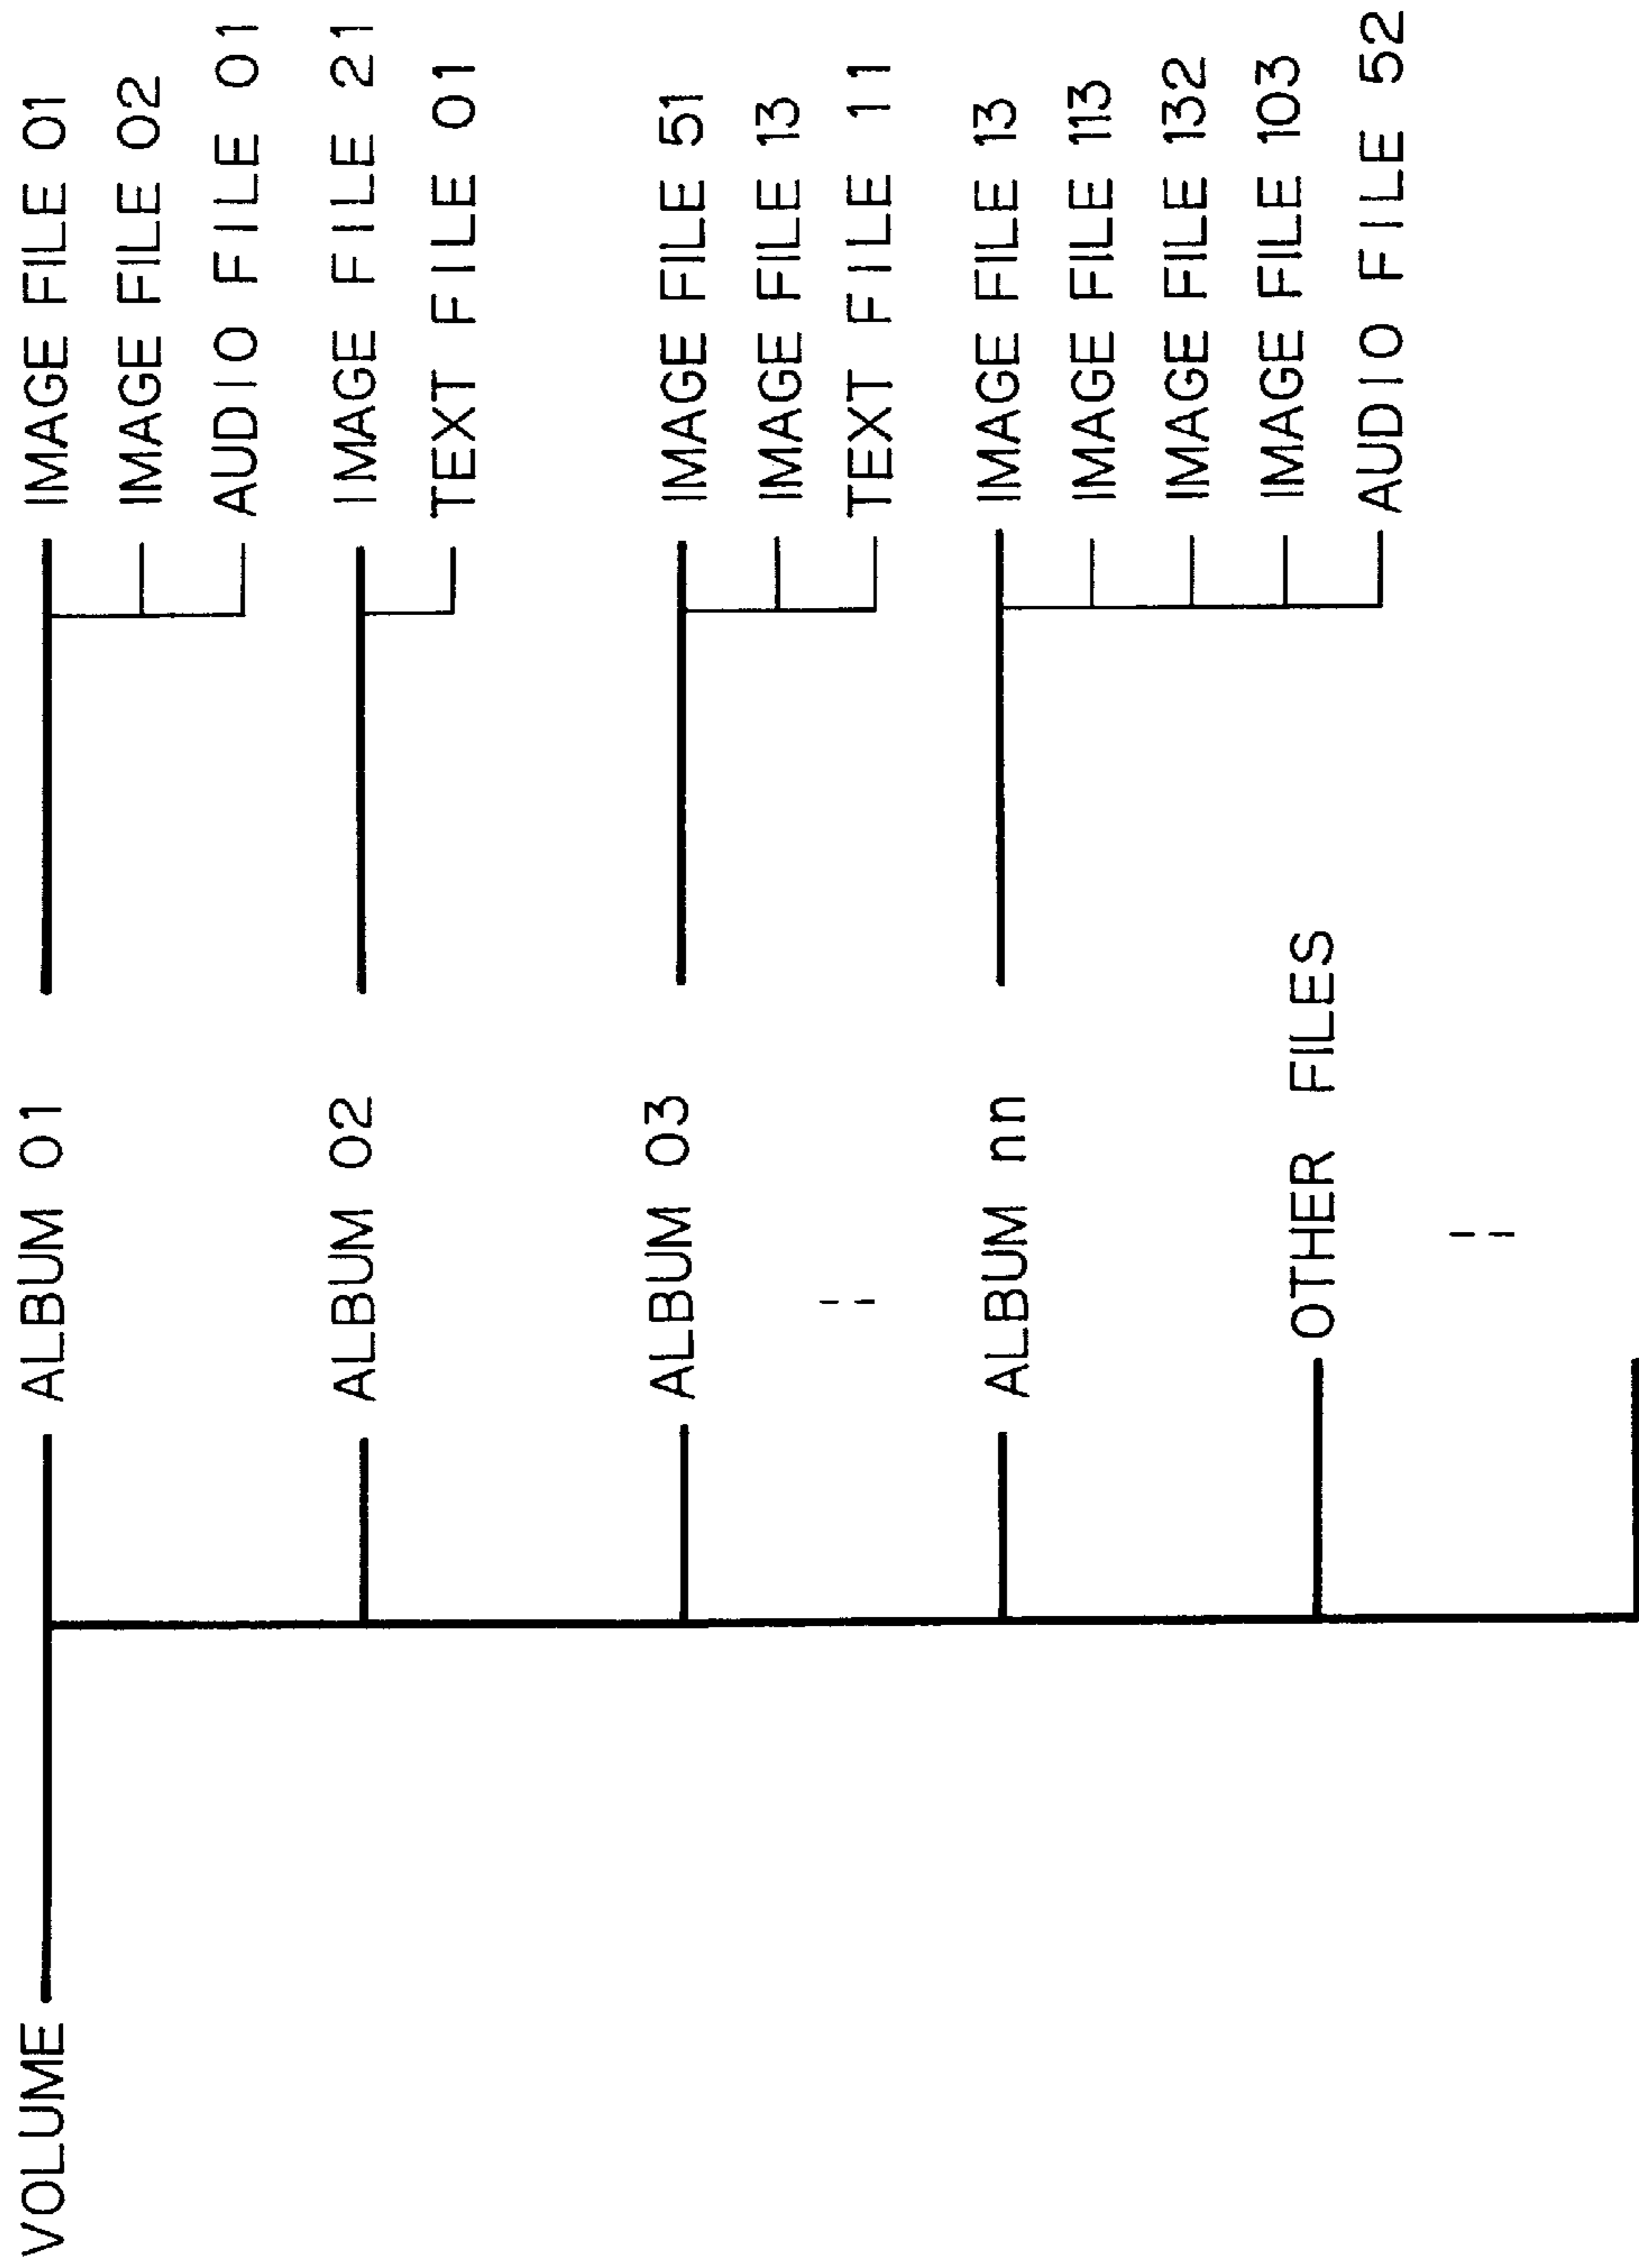 VOLUME
ALBUM 01
IMAGE FILE 01
IMAGE FILE 02
AUDIO FILE 01
ALBUM 02
IMAGE FILE 21
TEXT FILE 01
ALBUM 03
IMAGE FILE 51
IMAGE FILE 13
TEXT FILE 11
ALBUM nn
IMAGE FILE 13
IMAGE FILE 113
IMAGE FILE 132
IMAGE FILE 103
AUDIO FILE 52
OTHER FILES